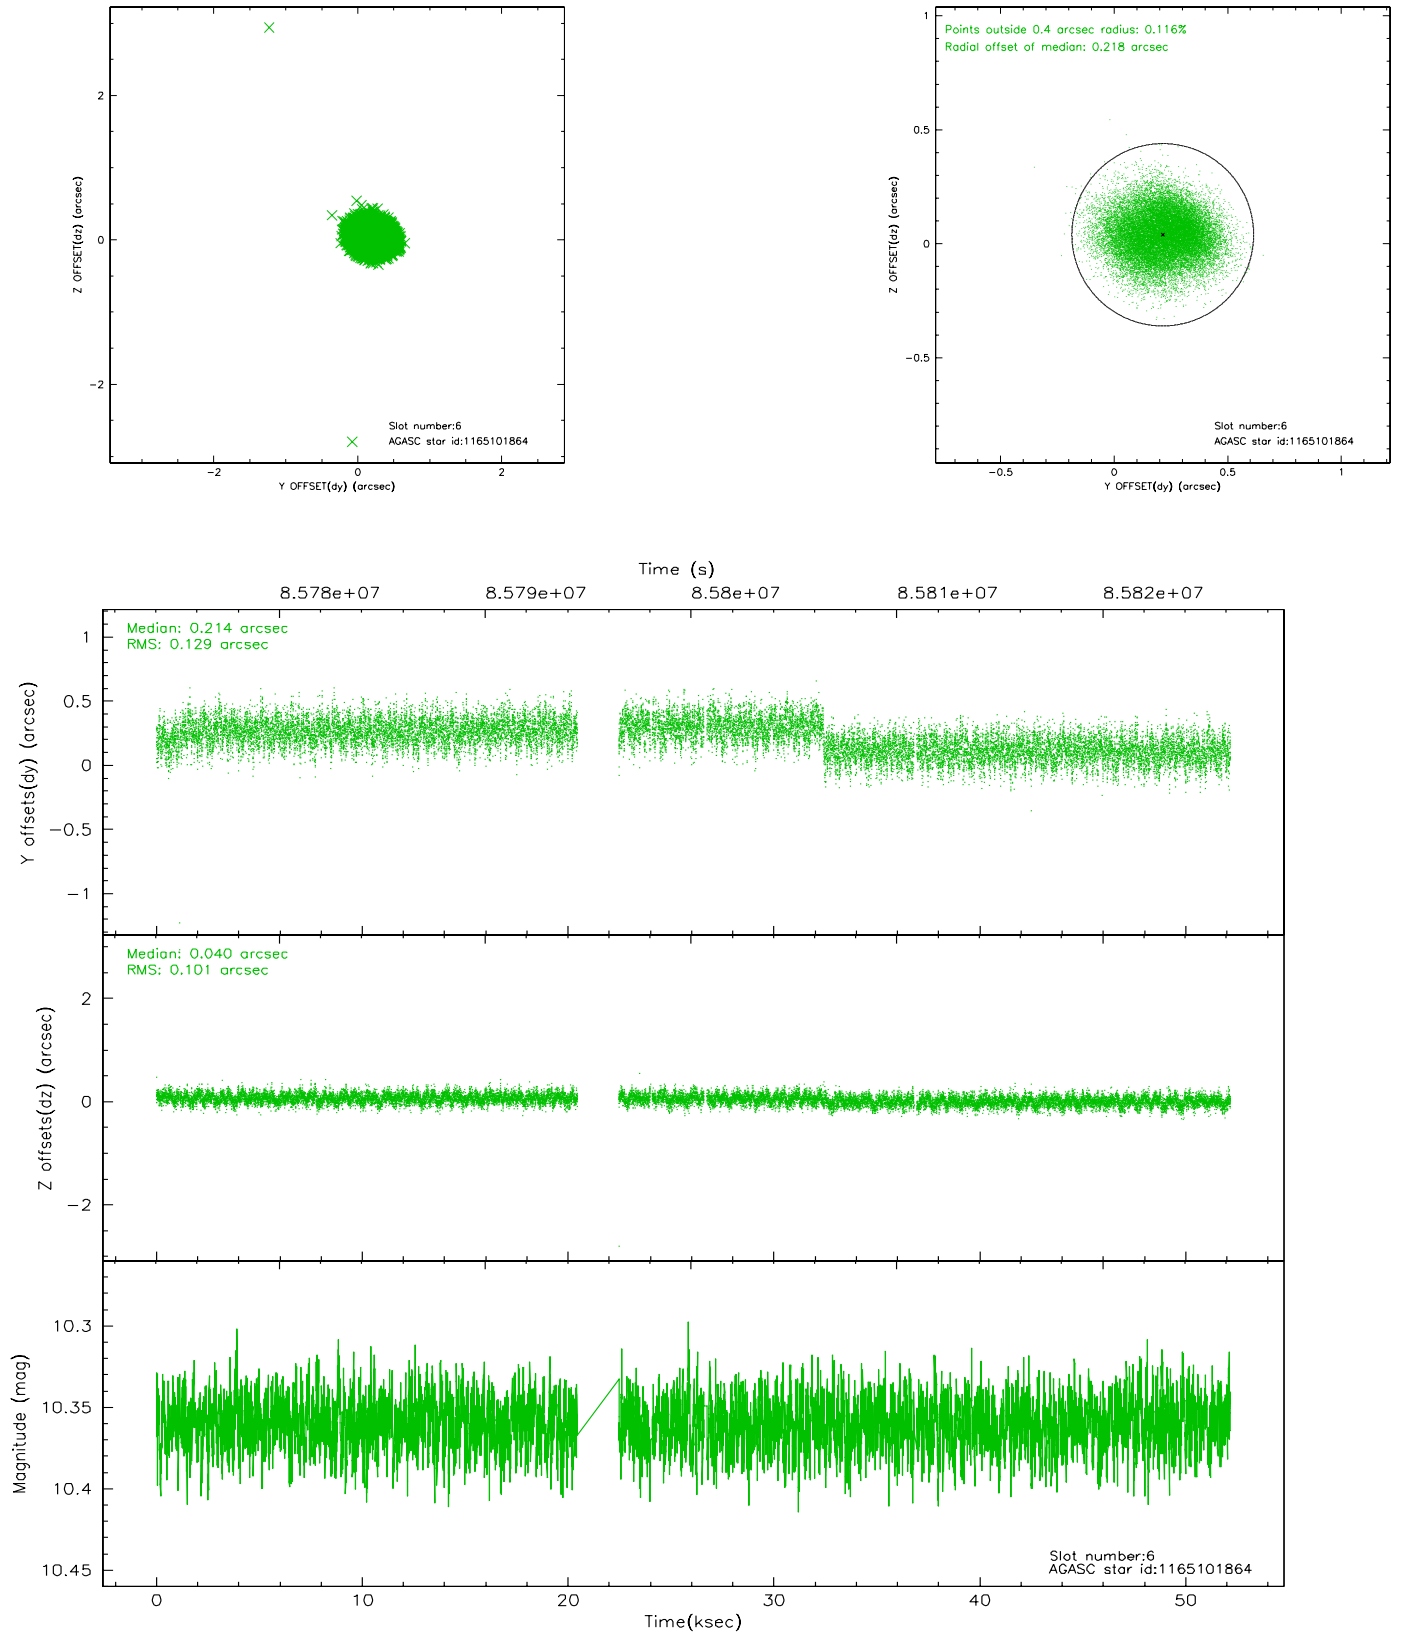 2
0
−2
Z OFFSET(dz) (arcsec)
Slot number:6
AGASC star id:1165101864
−2 0 2
Y OFFSET(dy) (arcsec)
Points outside 0.4 arcsec radius: 0.116%
Radial offset of median: 0.218 arcsec
1
0.5
0
−0.5
Z OFFSET(dz) (arcsec)
Slot number:6
AGASC star id:1165101864
−0.5 0 0.5 1
Y OFFSET(dy) (arcsec)
Time (s)
8.578e+07 8.579e+07 8.58e+07 8.581e+07 8.582e+07
Median: 0.214 arcsec
RMS: 0.129 arcsec
1
0.5
0
−0.5
−1
Y offsets(dy) (arcsec)
Median: 0.040 arcsec
RMS: 0.101 arcsec
2
0
−2
Z offsets(dz) (arcsec)
10.3
10.35
10.4
10.45
Magnitude (mag)
Slot number:6
AGASC star id:1165101864
0 10 20 30 40 50
Time(ksec)